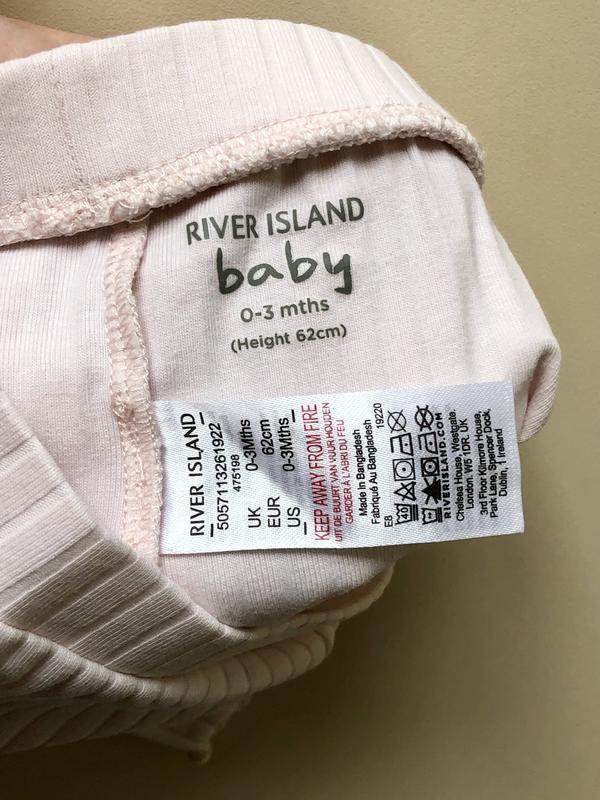 RIVER ISLAND
baby
0-3 mths
(Height 62cm)
RIVER ISLAND
5057113261922
475198
UK 0-3Mths
EUR 62cm
US 0-3Mths
KEEP AWAY FROM FIRE
UIT DE BUURT VAN VUUR HOUDEN
GARDER À L'ABRI DU FEU
Made In Bangladesh
Fabriqué Au Bangladesh
E8 19220
RIVERISLAND.COM
Chelsea House, Westgate,
London. W5 1DR. UK
3rd Floor Kilmore House,
Park Lane, Spencer Dock,
Dublin, 1 Ireland